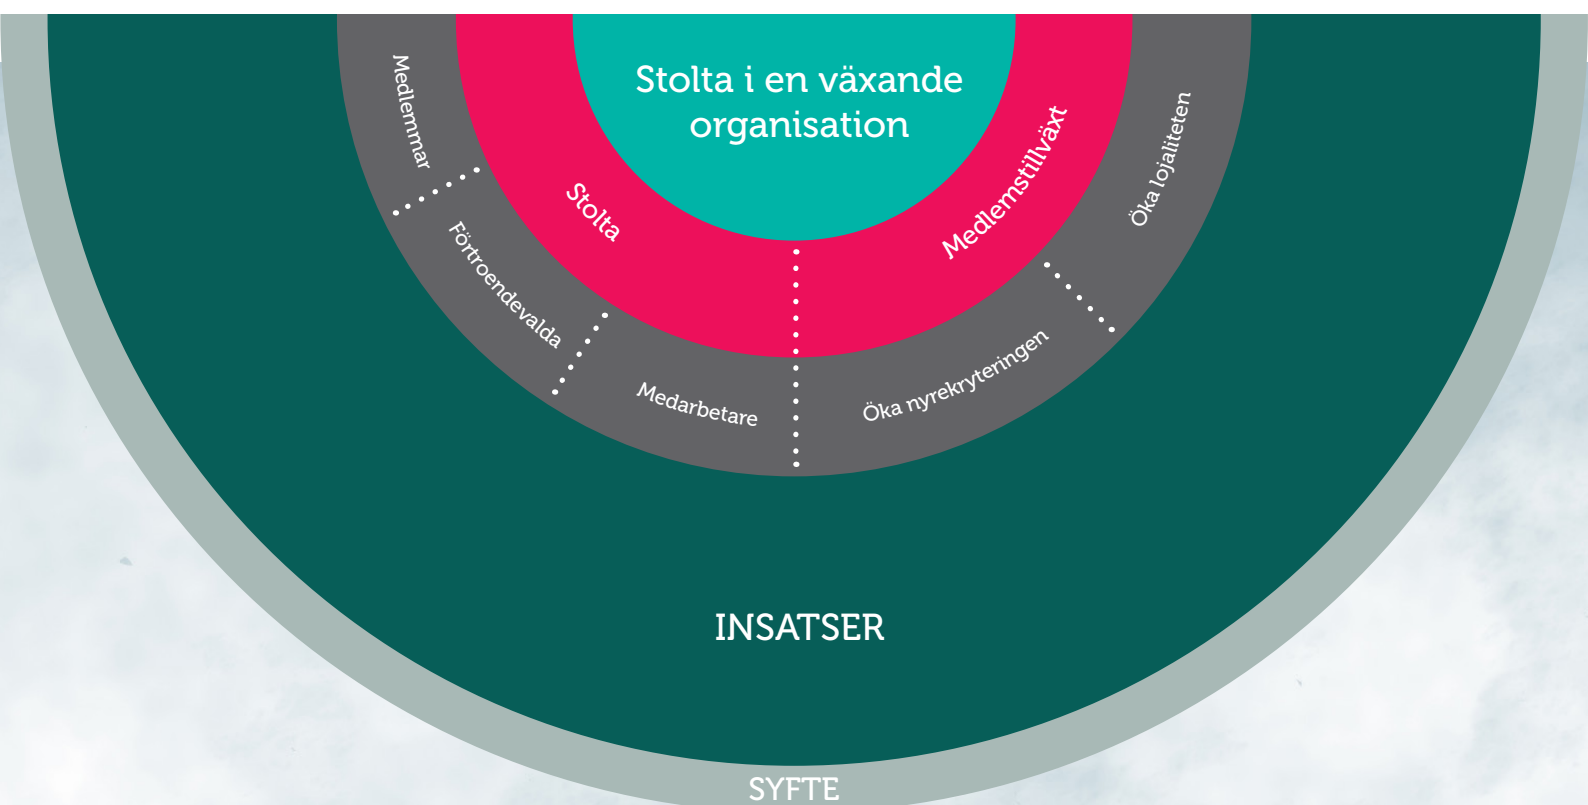 Stolta i en växande
organisation
Stolta
Medlemstillväxt
Medlemmar
Förtroendevalda
Medarbetare
Öka nyrekryteringen
Öka lojaliteten
INSATSER
SYFTE